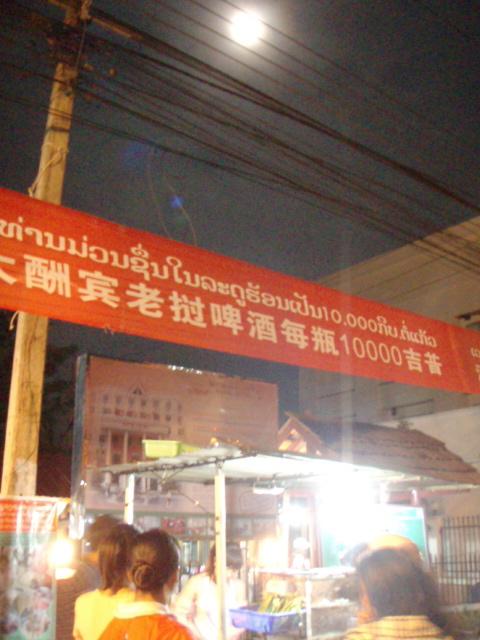 ທ່ານມ່ວນຊື່ນໃນລະດູຮ້ອນເປັນ10.000ກີບຕໍ່ແກ້ວ
大酬宾老挝啤酒每瓶10000吉普